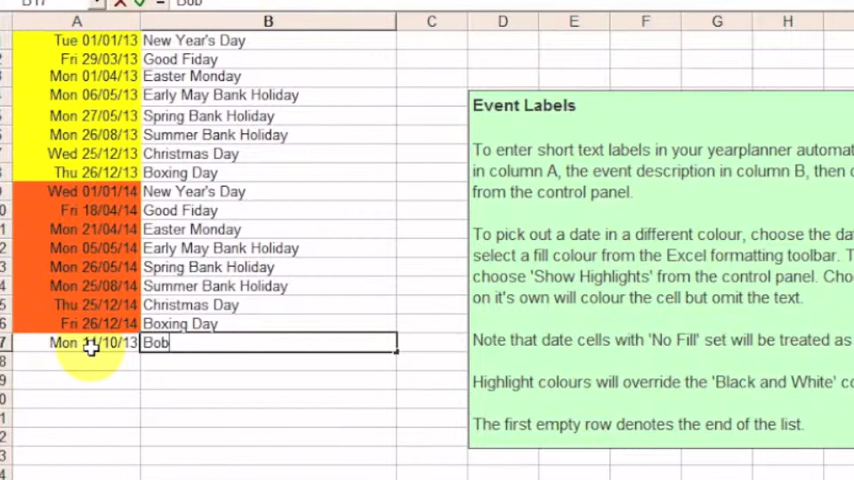 B17 = Bob
A B C D E F G H
Tue 01/01/13 New Year's Day
Fri 29/03/13 Good Fiday
Mon 01/04/13 Easter Monday
Mon 06/05/13 Early May Bank Holiday
Mon 27/05/13 Spring Bank Holiday
Mon 26/08/13 Summer Bank Holiday
Wed 25/12/13 Christmas Day
Thu 26/12/13 Boxing Day
Wed 01/01/14 New Year's Day
Fri 18/04/14 Good Fiday
Mon 21/04/14 Easter Monday
Mon 05/05/14 Early May Bank Holiday
Mon 26/05/14 Spring Bank Holiday
Mon 25/08/14 Summer Bank Holiday
Thu 25/12/14 Christmas Day
Fri 26/12/14 Boxing Day
Mon /10/13 Bob
Event Labels
To enter short text labels in your yearplanner automat
in column A, the event description in column B, then c
from the control panel.
To pick out a date in a different colour, choose the da
select a fill colour from the Excel formatting toolbar. T
choose 'Show Highlights' from the control panel. Choo
on it's own will colour the cell but omit the text.
Note that date cells with 'No Fill' set will be treated as
Highlight colours will override the 'Black and White' co
The first empty row denotes the end of the list.